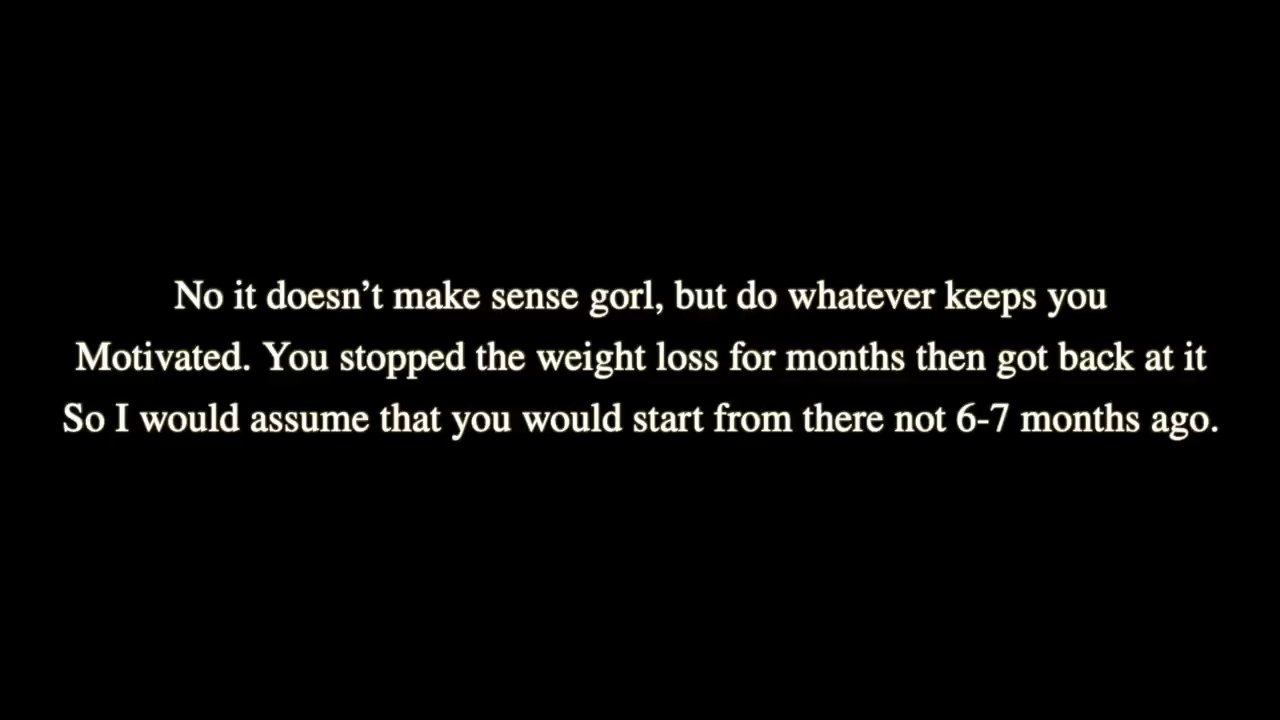 No it doesn’t make sense gorl, but do whatever keeps you
Motivated. You stopped the weight loss for months then got back at it
So I would assume that you would start from there not 6-7 months ago.